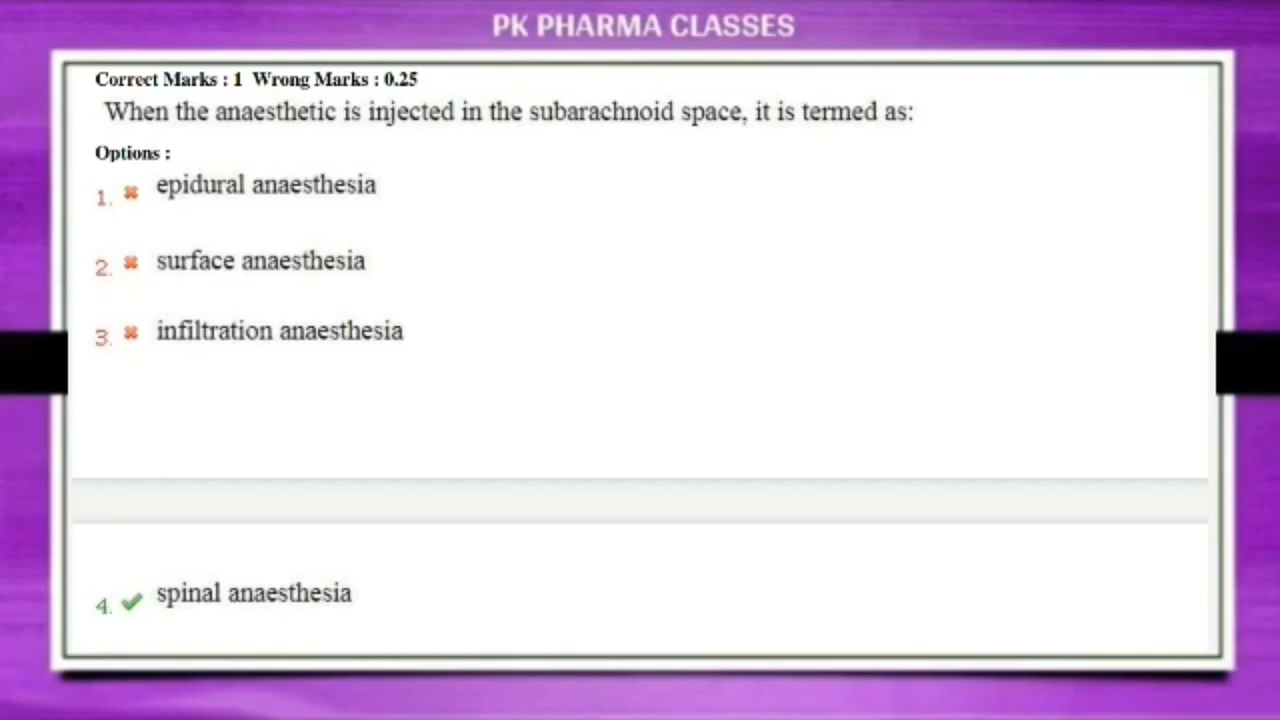 PK PHARMA CLASSES
Correct Marks : 1 Wrong Marks : 0.25
When the anaesthetic is injected in the subarachnoid space, it is termed as:
Options :
1. epidural anaesthesia
2. surface anaesthesia
3. infiltration anaesthesia
4. spinal anaesthesia